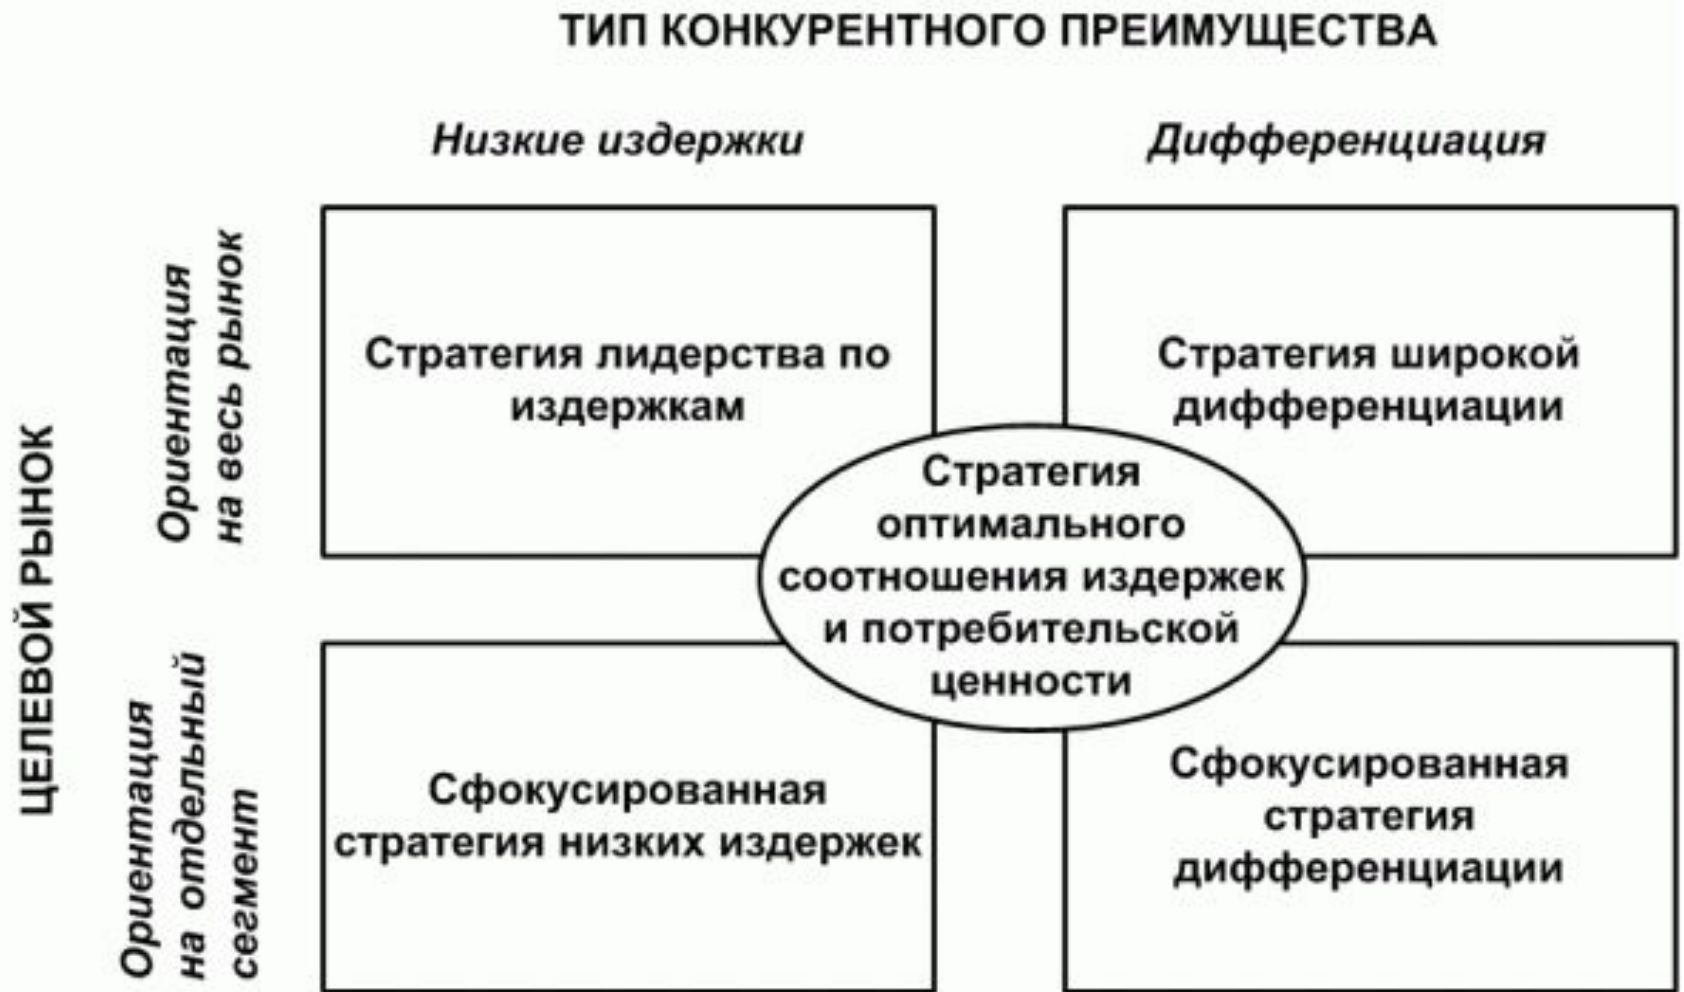 ТИП КОНКУРЕНТНОГО ПРЕИМУЩЕСТВА
Низкие издержки
Дифференциация
ЦЕЛЕВОЙ РЫНОК
Ориентация
на весь рынок
Стратегия лидерства по
издержкам
Стратегия широкой
дифференциации
Стратегия
оптимального
соотношения издержек
и потребительской
ценности
Ориентация
на отдельный
сегмент
Сфокусированная
стратегия низких издержек
Сфокусированная
стратегия
дифференциации